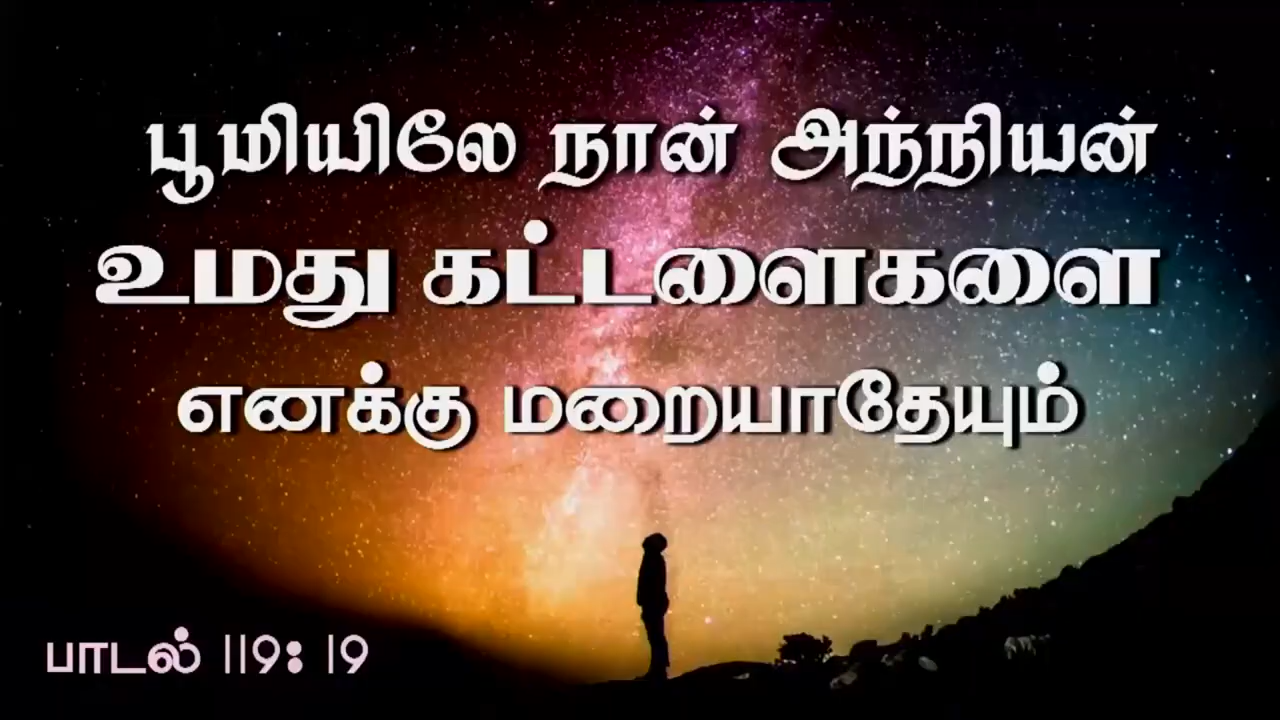 பூமியிலே நான் அந்நியன்
உமது கட்டளைகளை
எனக்கு மறையாதேயும்
பாடல் 119: 19